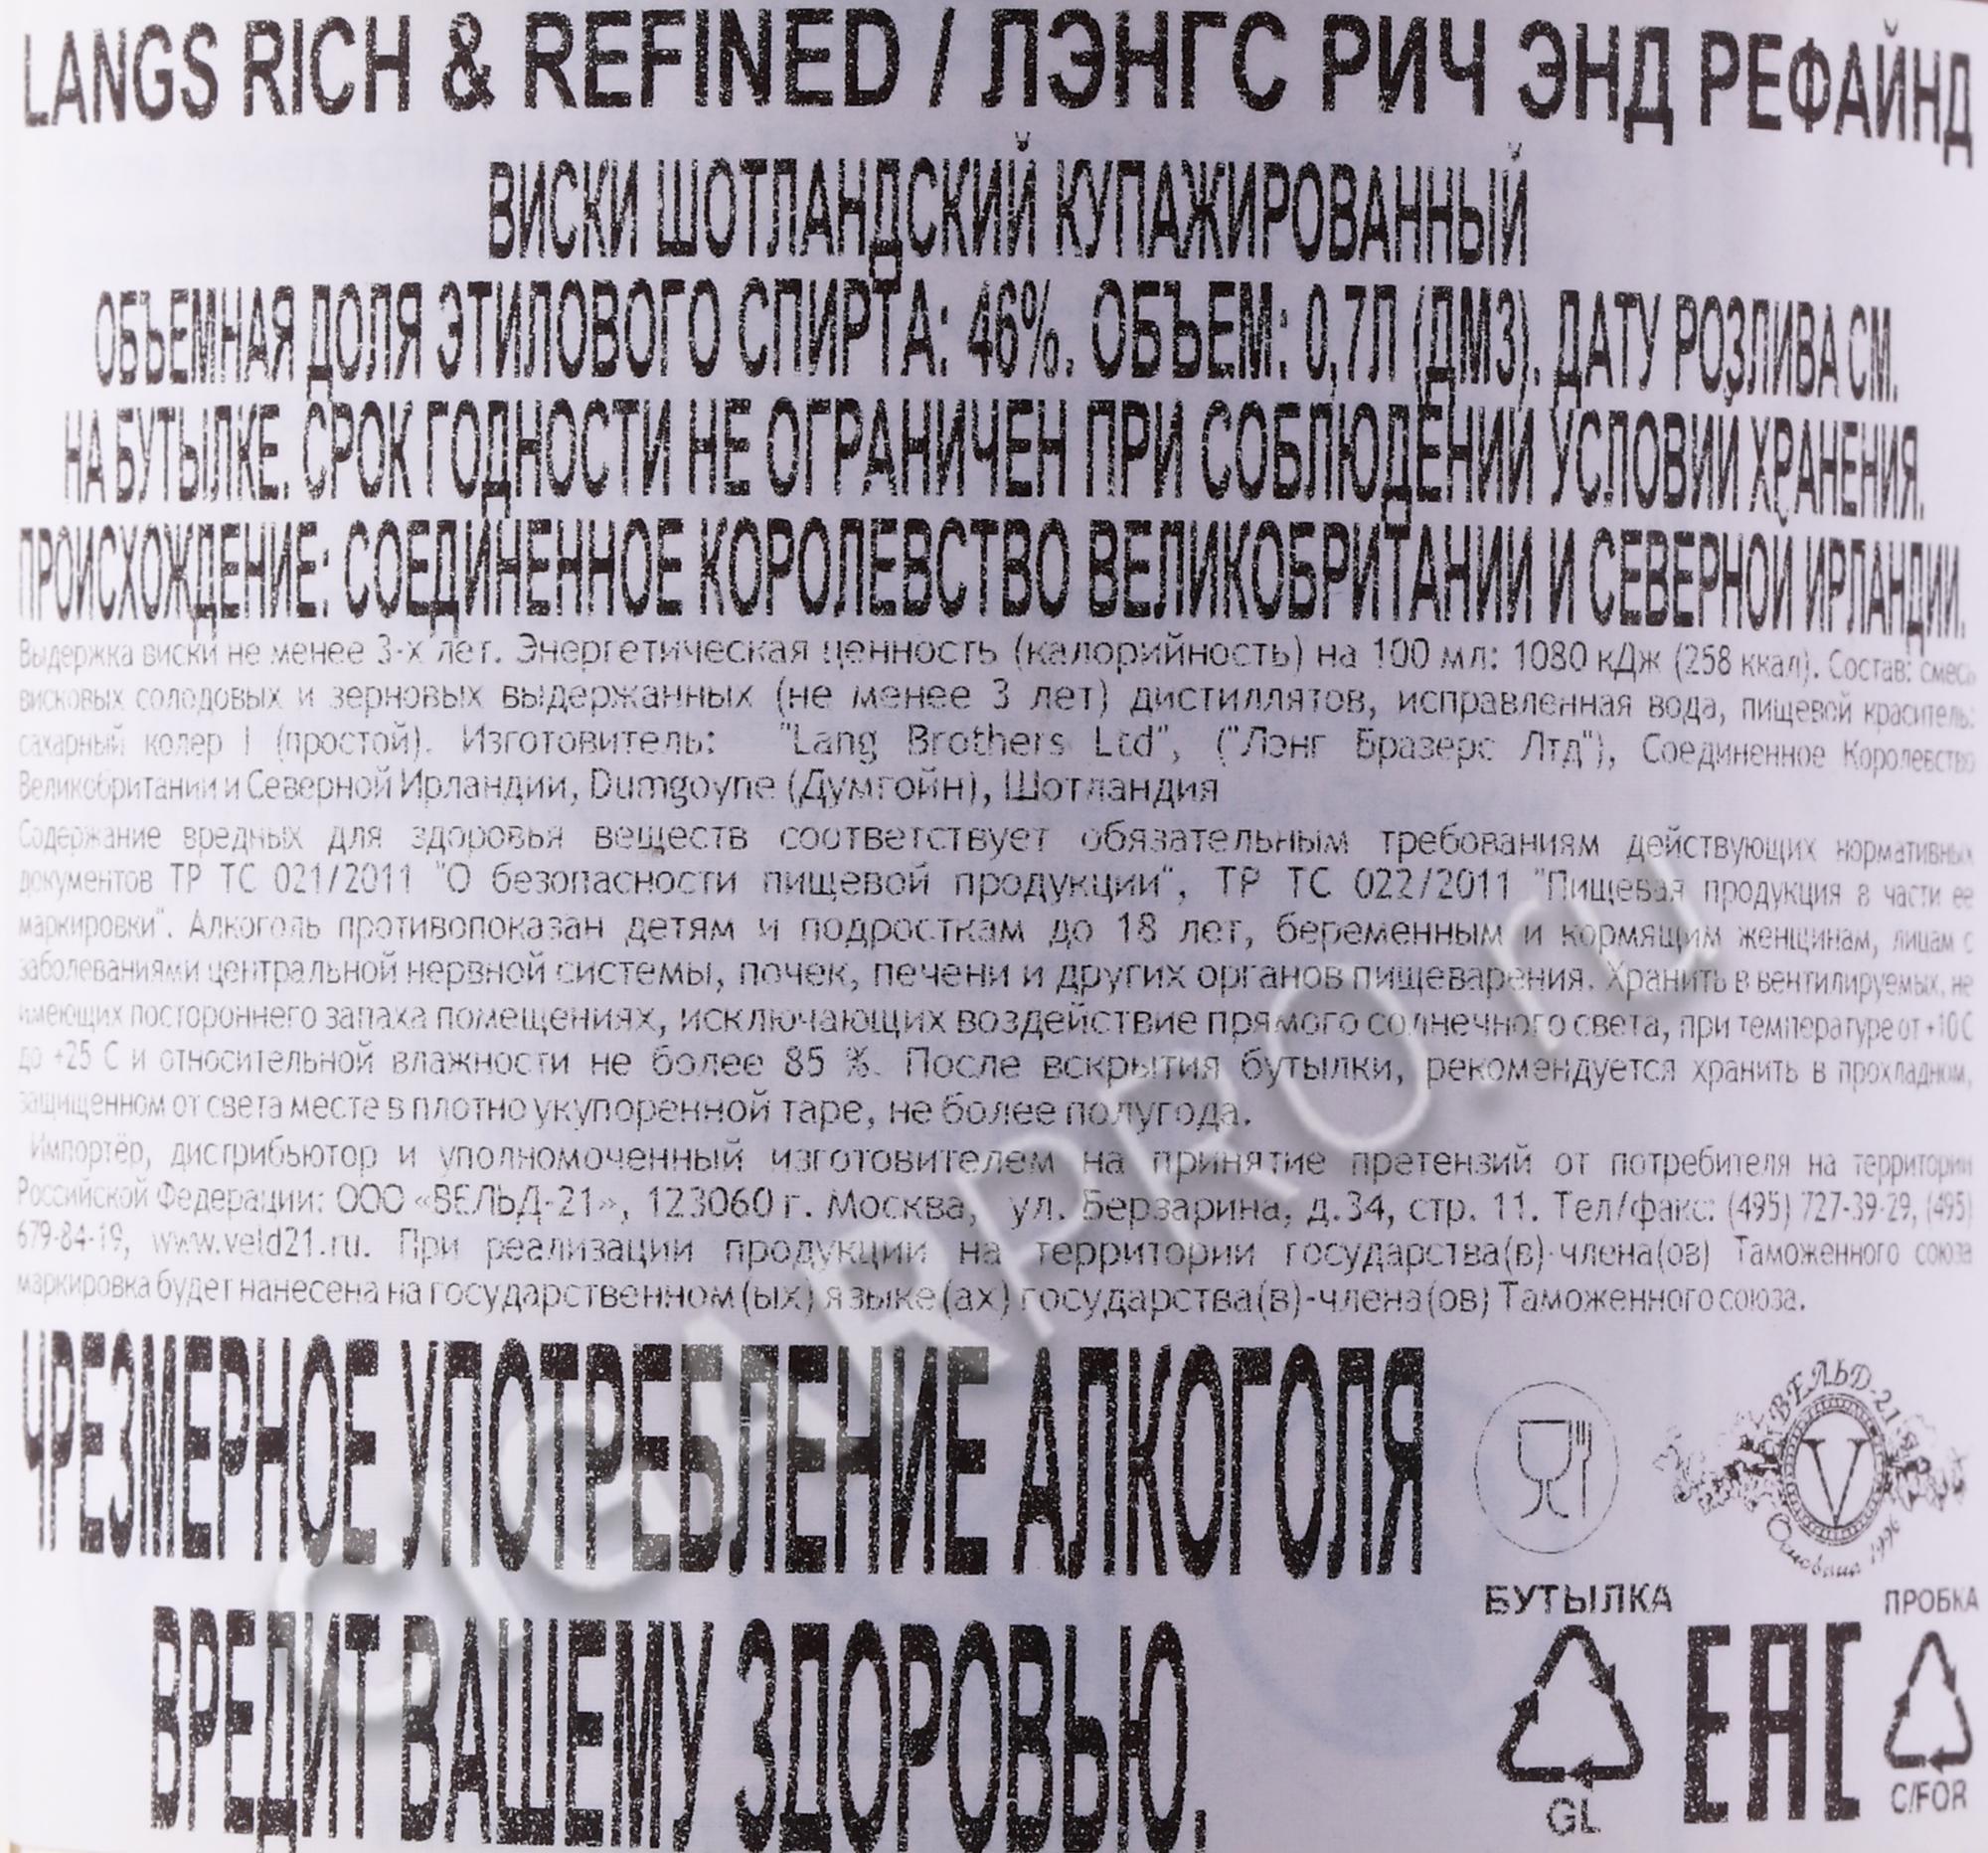 LANGS RICH & REFINED / ЛЭНГС РИЧ ЭНД РЕФАЙНД
ВИСКИ ШОТЛАНДСКИЙ КУПАЖИРОВАННЫЙ
ОБЪЕМНАЯ ДОЛЯ ЭТИЛОВОГО СПИРТА: 46%. ОБЪЕМ: 0,7Л (ДМ3). ДАТУ РОЗЛИВА СМ.
НА БУТЫЛКЕ. СРОК ГОДНОСТИ НЕ ОГРАНИЧЕН ПРИ СОБЛЮДЕНИИ УСЛОВИЙ ХРАНЕНИЯ.
ПРОИСХОЖДЕНИЕ: СОЕДИНЕННОЕ КОРОЛЕВСТВО ВЕЛИКОБРИТАНИИ И СЕВЕРНОЙ ИРЛАНДИИ.
Выдержка виски не менее 3-х лет. Энергетическая ценность (калорийность) на 100 мл: 1080 кДж (258 ккал). Состав: смесь
висковых солодовых и зерновых выдержанных (не менее 3 лет) дистиллятов, исправленная вода, пищевой краситель:
сахарный колер I (простой). Изготовитель: "Lang Brothers Ltd", ("Лэнг Бразерс Лтд"), Соединенное Королевство
Великобритании и Северной Ирландии, Dumgoyne (Думгойн), Шотландия
Содержание вредных для здоровья веществ соответствует обязательным требованиям действующих нормативных
документов ТР ТС 021/2011 "О безопасности пищевой продукции", ТР ТС 022/2011 "Пищевая продукция в части ее
маркировки". Алкоголь противопоказан детям и подросткам до 18 лет, беременным и кормящим женщинам, лицам с
заболеваниями центральной нервной системы, почек, печени и других органов пищеварения. Хранить в вентилируемых, не
имеющих постороннего запаха помещениях, исключающих воздействие прямого солнечного света, при температуре от +10 С
до +25 С и относительной влажности не более 85 %. После вскрытия бутылки, рекомендуется хранить в прохладном,
защищенном от света месте в плотно укупоренной таре, не более полугода.
Импортёр, дистрибьютор и уполномоченный изготовителем на принятие претензий от потребителя на территории
Российской Федерации: ООО «ВЕЛЬД-21», 123060 г. Москва, ул. Берзарина, д.34, стр. 11. Тел/факс: (495) 727-39-29, (495)
679-84-19, www.veld21.ru. При реализации продукции на территории государства(в)-члена(ов) Таможенного союза
маркировка будет нанесена на государственном(ых) языке(ах) государства(в)-члена(ов) Таможенного союза.
ЧРЕЗМЕРНОЕ УПОТРЕБЛЕНИЕ АЛКОГОЛЯ
ВРЕДИТ ВАШЕМУ ЗДОРОВЬЮ.
ВЕЛЬД-21
V
Основана 1996
БУТЫЛКА
ПРОБКА
GL
EAC
C/FOR
cigarpro.ru